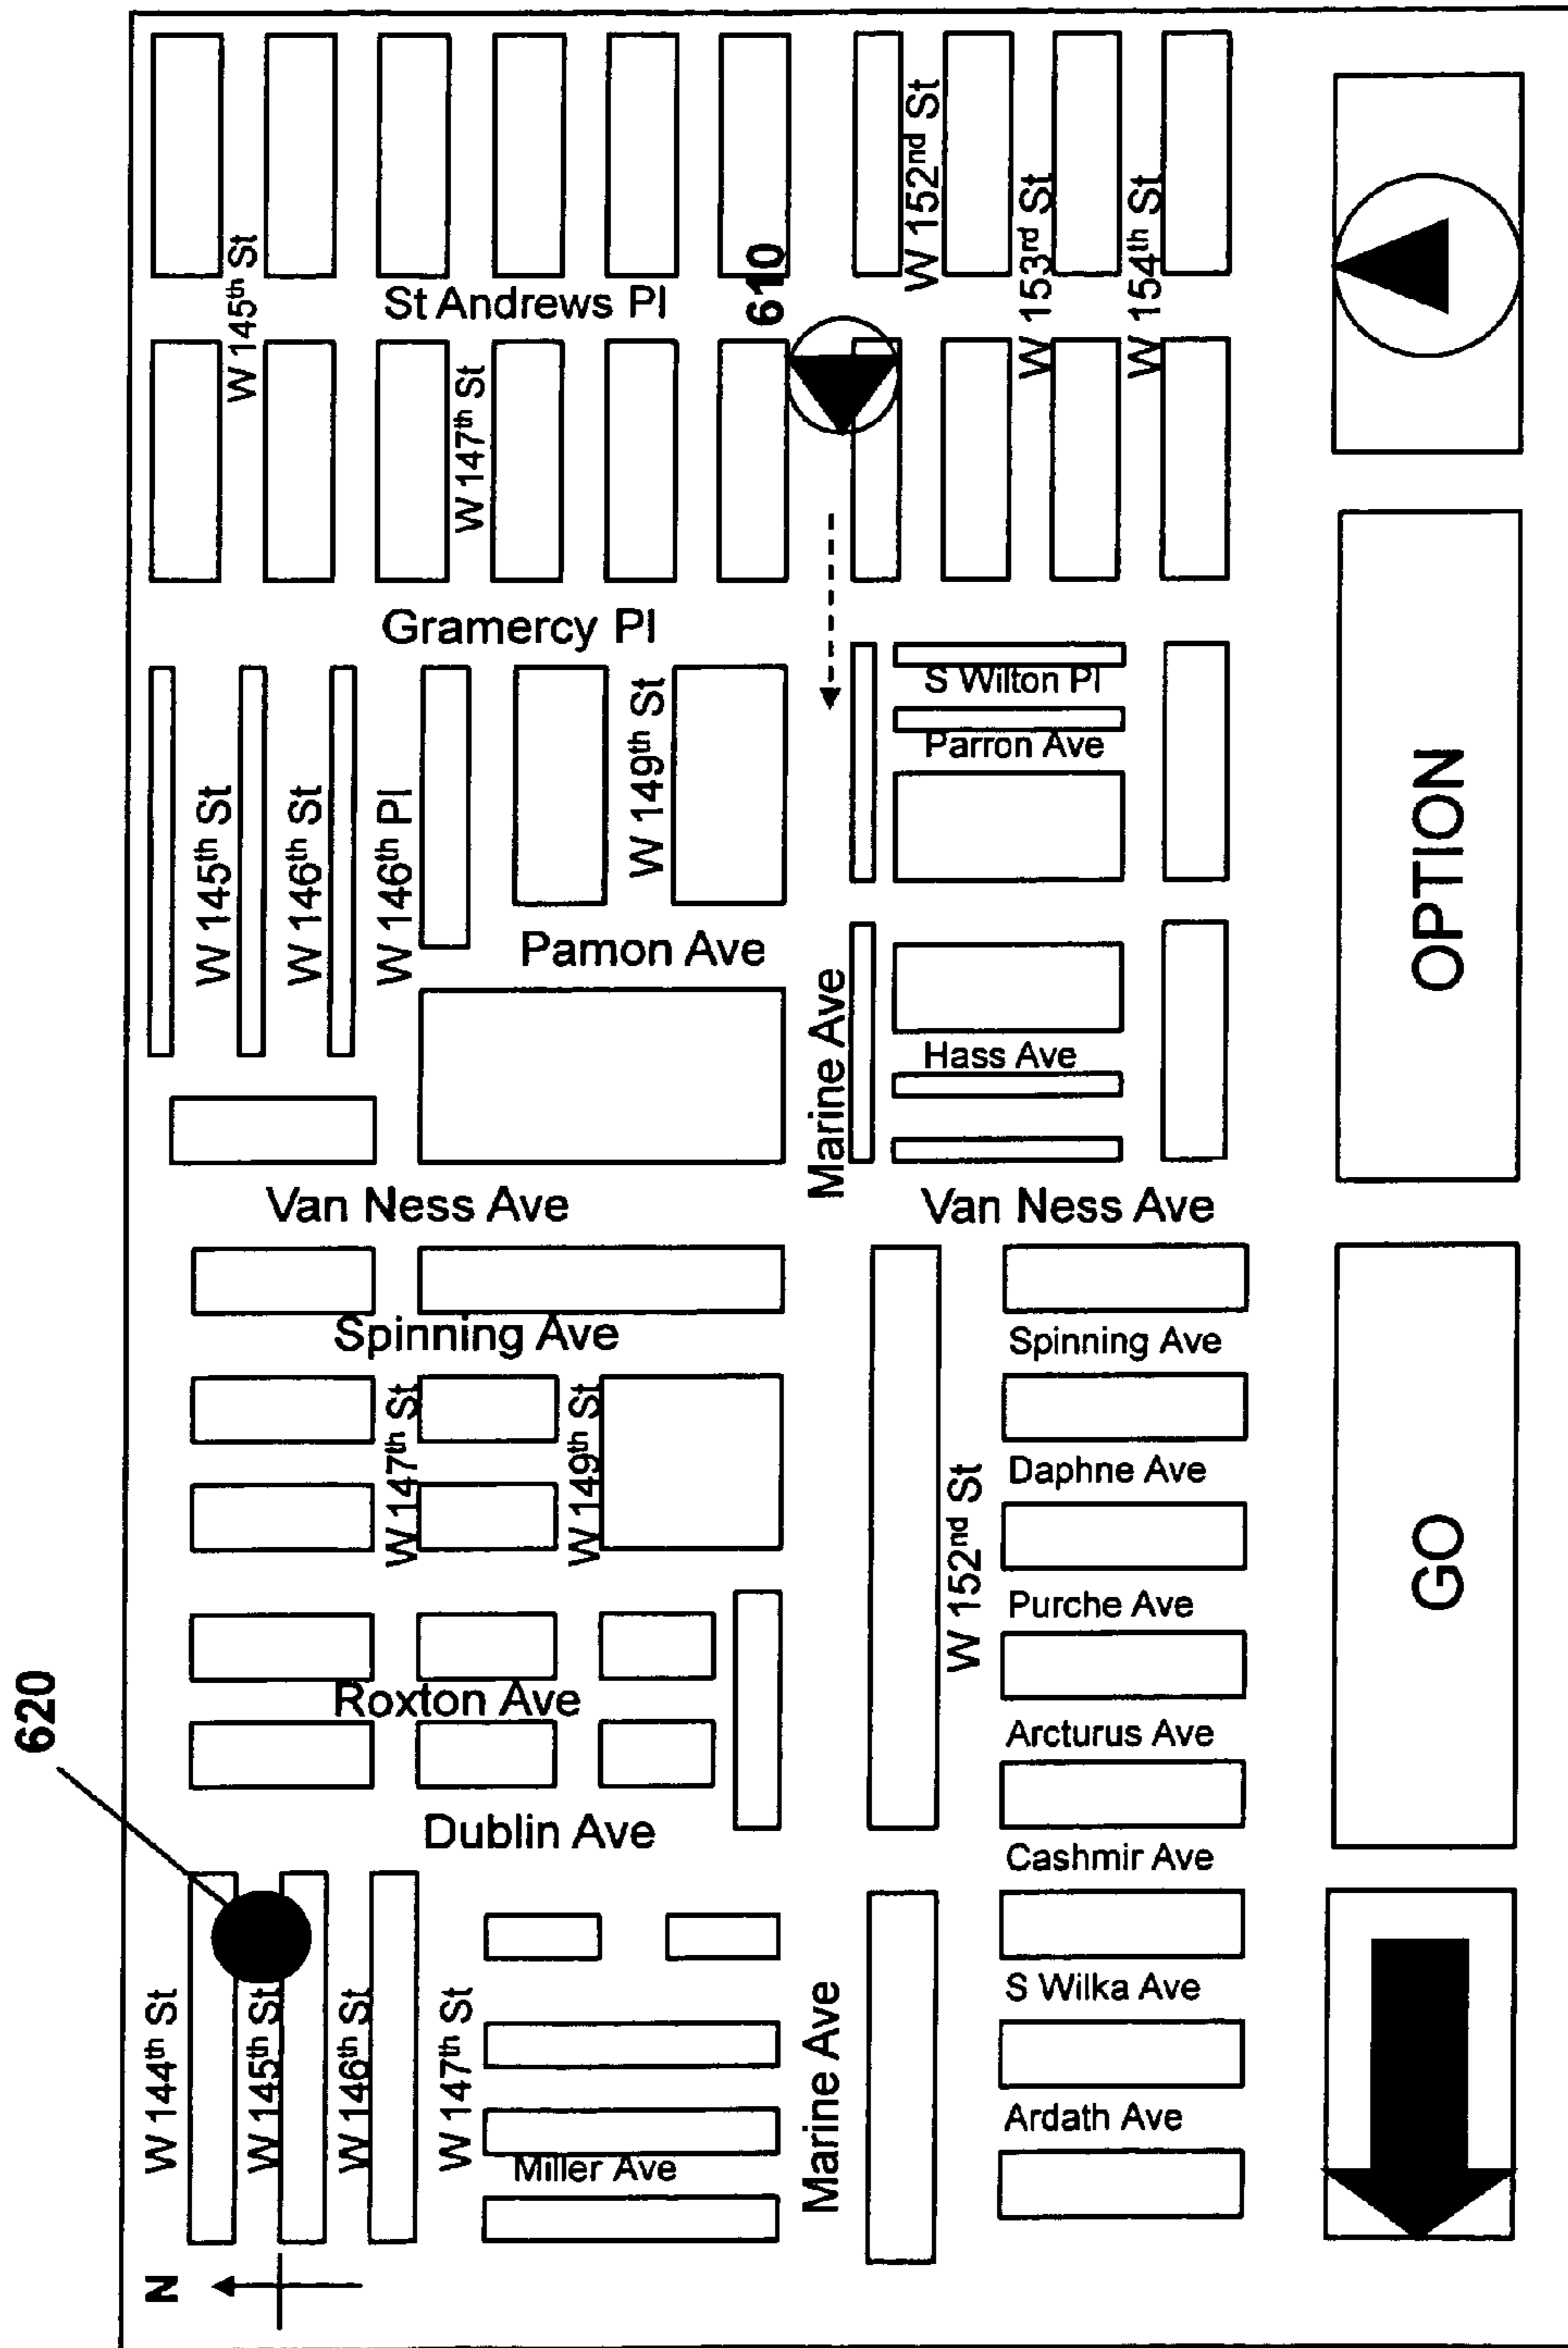 W 145th St
St Andrews Pl
W 147th St
610
W 152nd St
W 153rd St
W 154th St
Gramercy Pl
W 145th St
W 146th St
W 146th Pl
W 149th St
S Wilton Pl
Parron Ave
Pamon Ave
Marine Ave
Hass Ave
OPTION
Van Ness Ave
Van Ness Ave
Spinning Ave
W 147th St
W 149th St
Spinning Ave
Daphne Ave
W 152nd St
Purche Ave
GO
Roxton Ave
Arcturus Ave
620
Dublin Ave
Cashmir Ave
W 144th St
W 145th St
W 146th St
W 147th St
Marine Ave
S Wilka Ave
Ardath Ave
Miller Ave
N